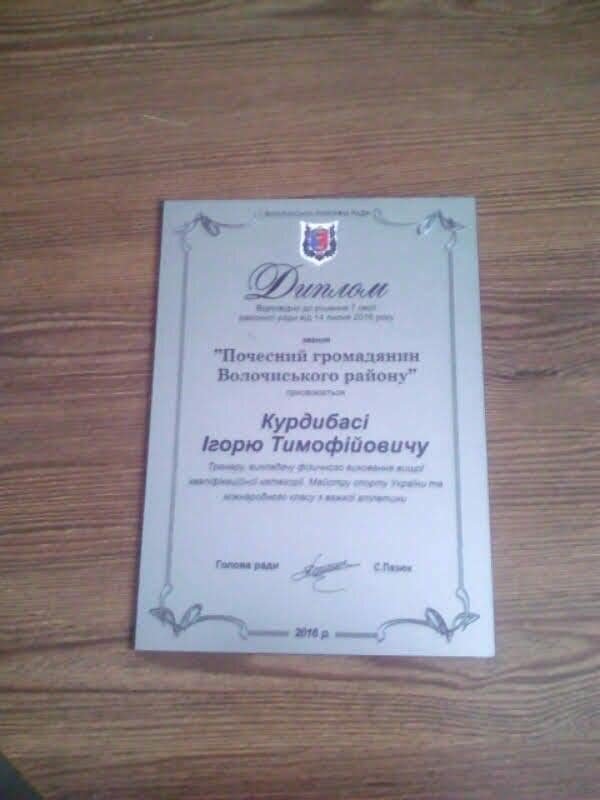 Диплом
Відповідно до рішення 7 сесії
районної ради від 14 липня 2016 року
звання
"Почесний громадянин
Волочиського району"
присвоюється
Курдибасі
Ігорю Тимофійовичу
Тренеру, викладачу фізичного виховання вищої
кваліфікаційної категорії, Майстру спорту України та
міжнародного класу з важкої атлетики
Голова ради С.Пазюк
2016 р.